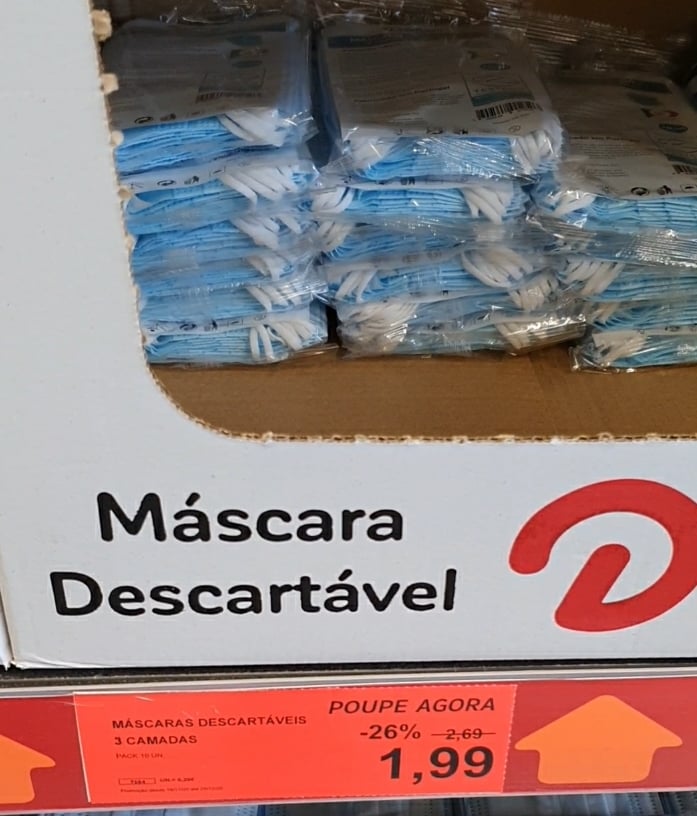 Máscara
Descartável
MÁSCARAS DESCARTÁVEIS
3 CAMADAS
PACK 10 UN.
POUPE AGORA
-26% 2,69
1,99